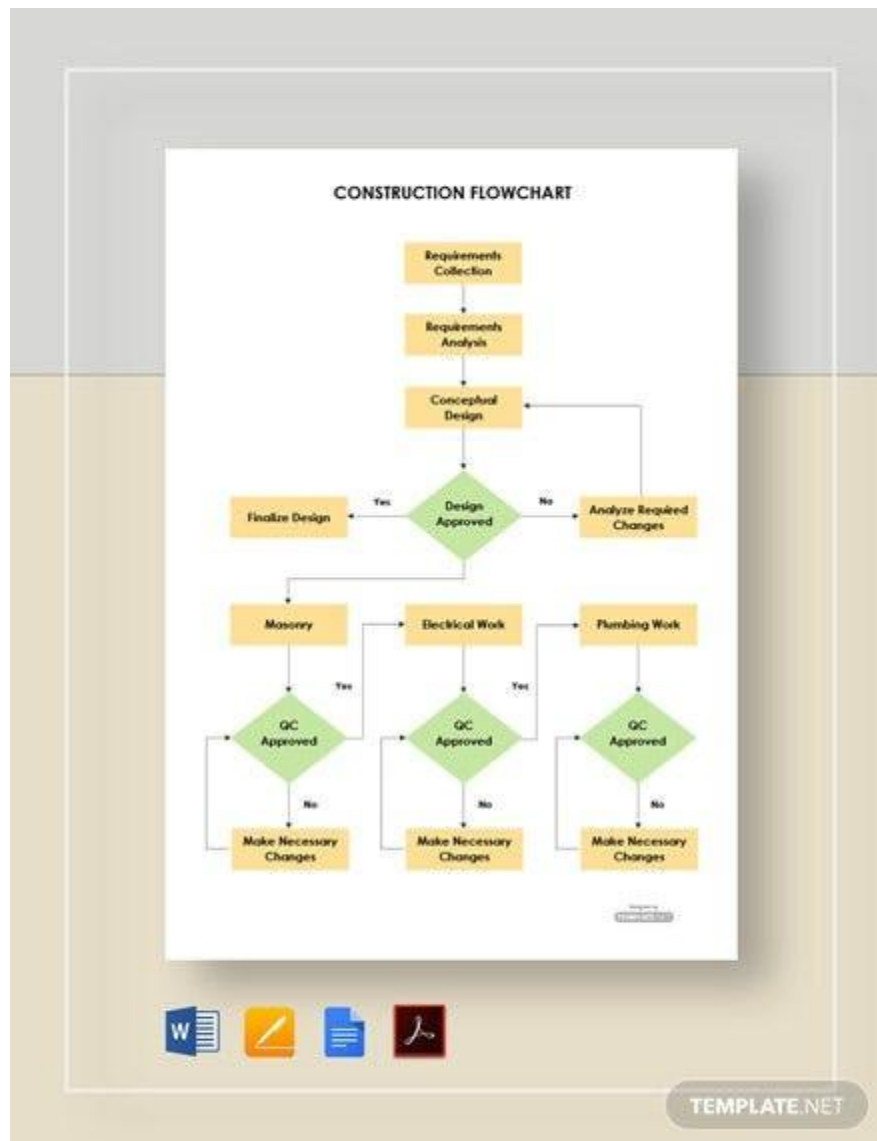 CONSTRUCTION FLOWCHART
Requirements
Collection
Requirements
Analysis
Conceptual
Design
Yes
Design
Approved
No
Finalize Design
Analyze Required
Changes
Masonry
Electrical Work
Plumbing Work
Yes
Yes
QC
Approved
QC
Approved
QC
Approved
No
No
No
Make Necessary
Changes
Make Necessary
Changes
Make Necessary
Changes
TEMPLATE.NET
W
TEMPLATE.NET